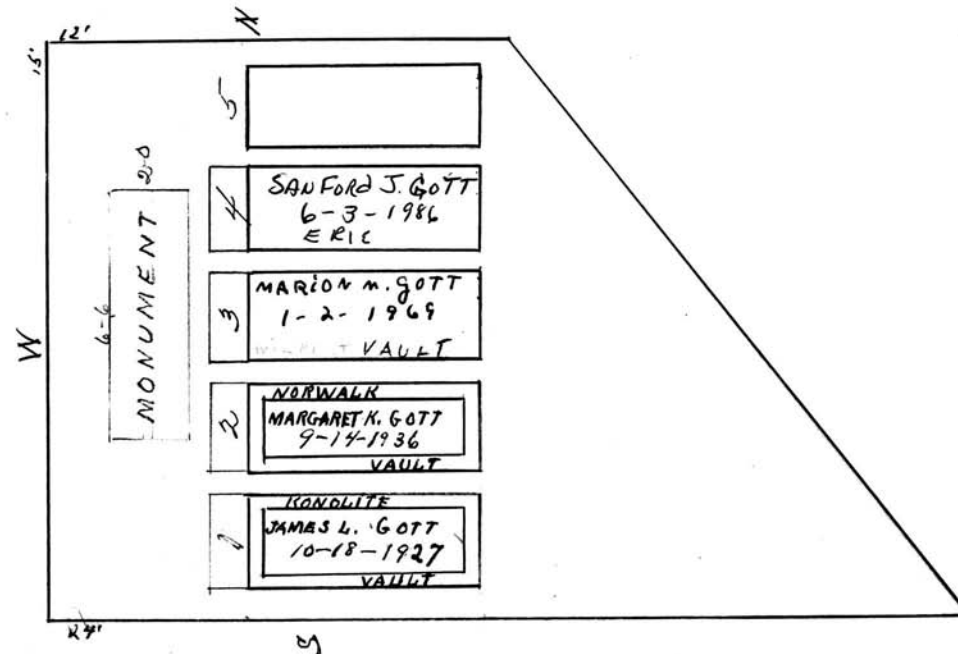 N
12'
15'
5
4
SANFORD J. GOTT
6-3-1986
ERIE
2-0
MONUMENT
6-6
W
3
MARION M. GOTT
1-2-1969
VAULT
2
NORWALK
MARGARET K. GOTT
9-14-1936
VAULT
1
KONOLITE
JAMES L. GOTT
10-18-1927
VAULT
24'
S